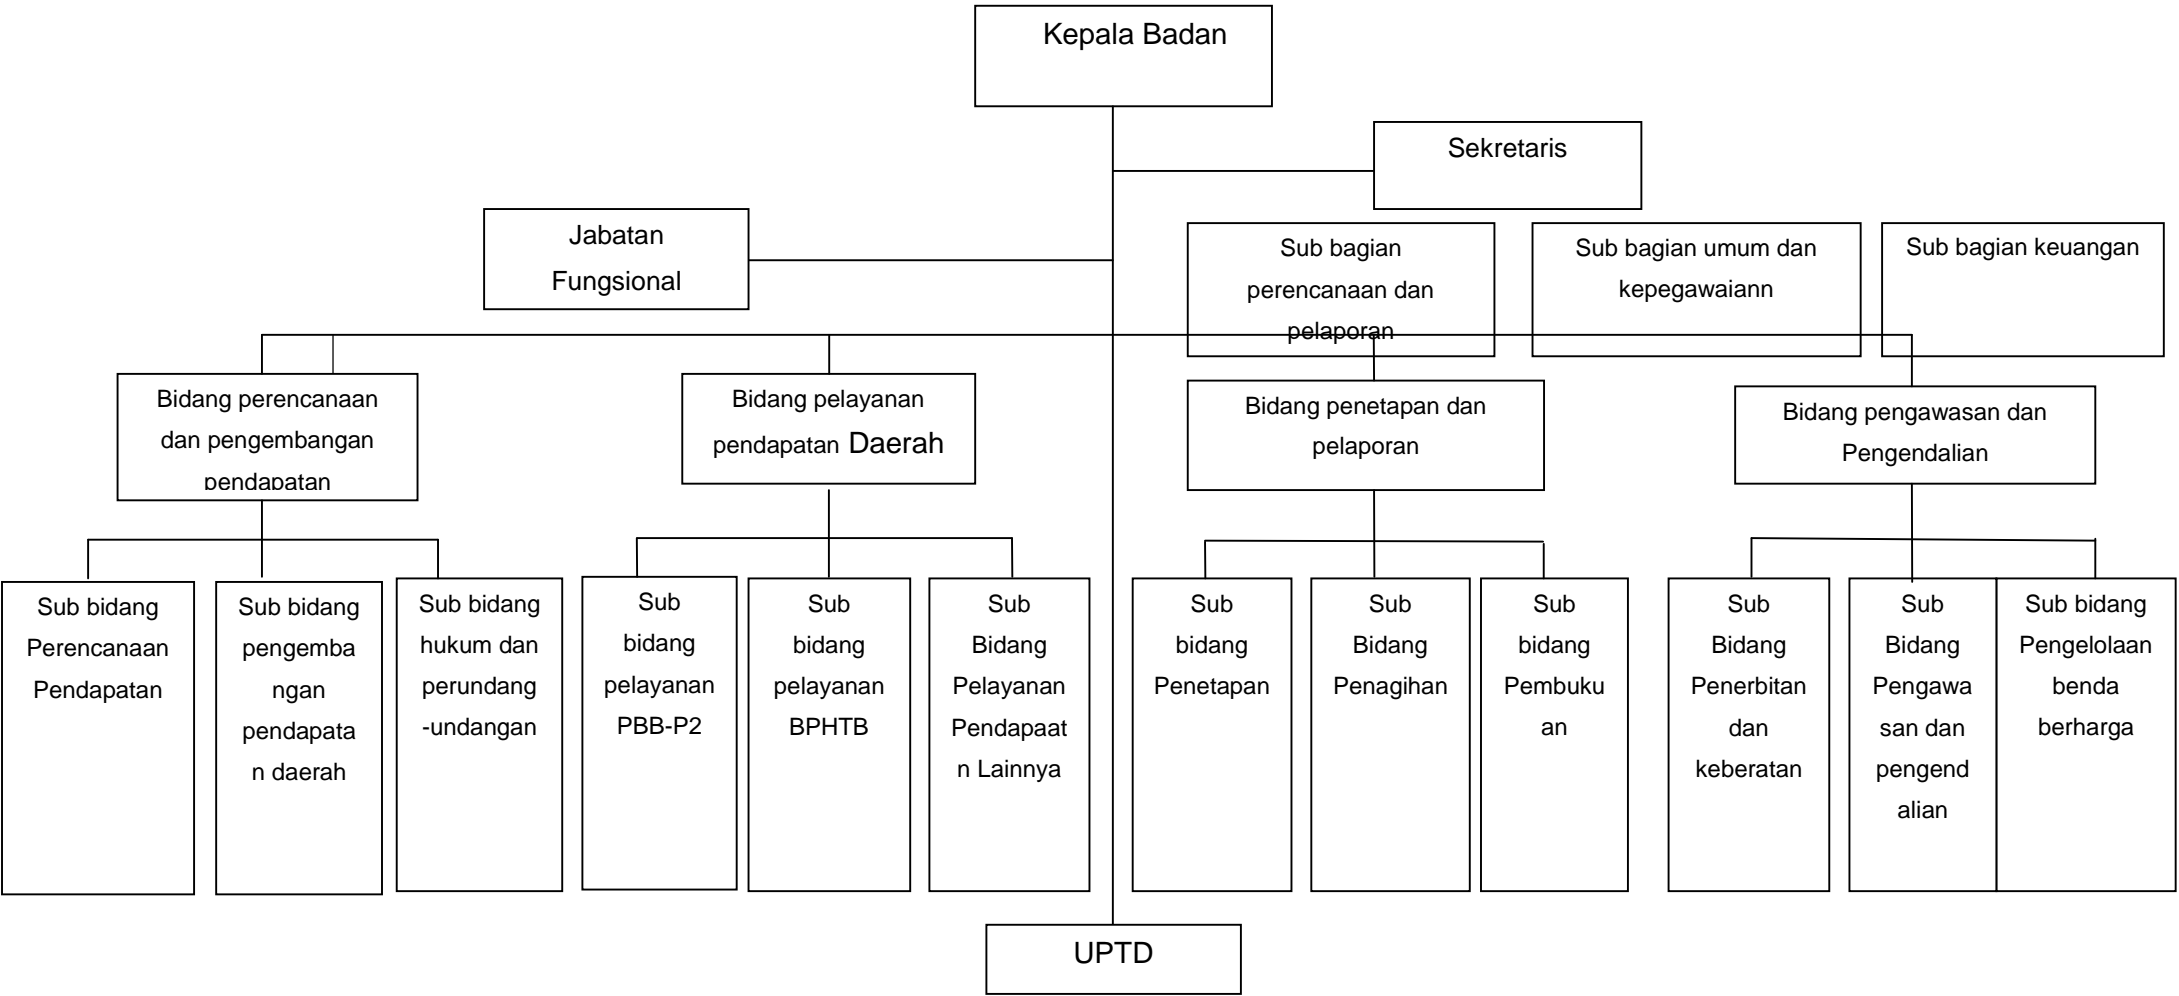 Kepala Badan
Sekretaris
Jabatan
Fungsional
Sub bagian
perencanaan dan
pelaporan
Sub bagian umum dan
kepegawaiann
Sub bagian keuangan
Bidang perencanaan
dan pengembangan
pendapatan
Bidang pelayanan
pendapatan Daerah
Bidang penetapan dan
pelaporan
Bidang pengawasan dan
Pengendalian
Sub bidang
Perencanaan
Pendapatan
Sub bidang
pengemba
ngan
pendapata
n daerah
Sub bidang
hukum dan
perundang
-undangan
Sub
bidang
pelayanan
PBB-P2
Sub
bidang
pelayanan
BPHTB
Sub
Bidang
Pelayanan
Pendapaat
n Lainnya
Sub
bidang
Penetapan
Sub
Bidang
Penagihan
Sub
bidang
Pembuku
an
Sub
Bidang
Penerbitan
dan
keberatan
Sub
Bidang
Pengawa
san dan
pengend
alian
Sub bidang
Pengelolaan
benda
berharga
UPTD